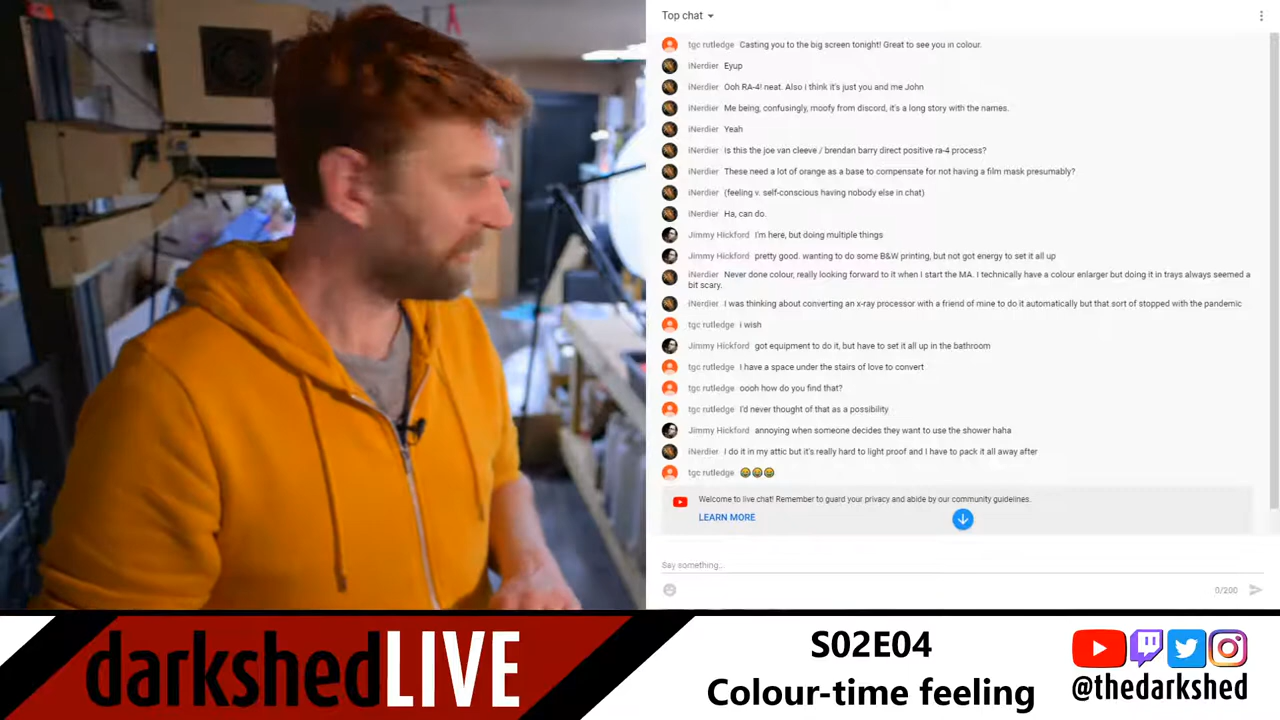 Top chat
tgc rutledge Casting you to the big screen tonight! Great to see you in colour.
iNerdier Eyup
iNerdier Ooh RA-4! neat. Also i think it's just you and me John
iNerdier Me being, confusingly, moofy from discord, it's a long story with the names.
iNerdier Yeah
iNerdier is this the joe van cleeve / brendan barry direct positive ra-4 process?
iNerdier These need a lot of orange as a base to compensate for not having a film mask presumably?
iNerdier (feeling v. self-conscious having nobody else in chat)
iNerdier Ha, can do.
Jimmy Hickford I'm here, but doing multiple things
Jimmy Hickford pretty good. wanting to do some B&W printing, but not got energy to set it all up
iNerdier Never done colour, really looking forward to it when I start the MA. I technically have a colour enlarger but doing it in trays always seemed a
bit scary.
iNerdier I was thinking about converting an x-ray processor with a friend of mine to do it automatically but that sort of stopped with the pandemic
tgc rutledge i wish
Jimmy Hickford got equipment to do it, but have to set it all up in the bathroom
tgc rutledge I have a space under the stairs of love to convert
tgc rutledge oooh how do you find that?
tgc rutledge I'd never thought of that as a possibility
Jimmy Hickford annoying when someone decides they want to use the shower haha
iNerdier I do it in my attic but it's really hard to light proof and I have to pack it all away after
tgc rutledge
Welcome to live chat! Remember to guard your privacy and abide by our community guidelines.
LEARN MORE
Say something...
0/200
darkshedLIVE
S02E04
Colour-time feeling
@thedarkshed